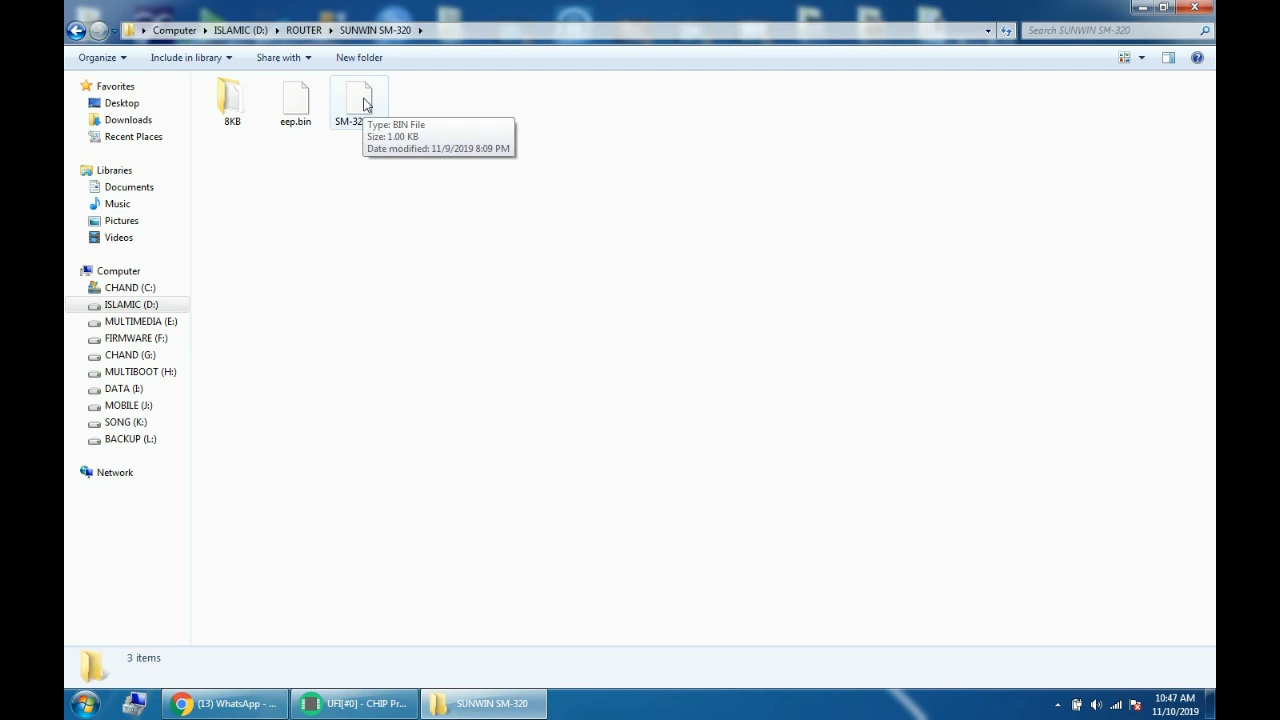 Computer ISLAMIC (D:) ROUTER SUNWIN SM-320
Search SUNWIN SM-320
Organize Include in library Share with New folder
Favorites
Desktop
Downloads
Recent Places
Libraries
Documents
Music
Pictures
Videos
Computer
CHAND (C:)
ISLAMIC (D:)
MULTIMEDIA (E:)
FIRMWARE (F:)
CHAND (G:)
MULTIBOOT (H:)
DATA (I:)
MOBILE (J:)
SONG (K:)
BACKUP (L:)
Network
8KB eep.bin
Type: BIN File
Size: 1.00 KB
Date modified: 11/9/2019 8:09 PM
3 items
(13) WhatsApp - ... UFI[#0] - CHIP Pr... SUNWIN SM-320
10:47 AM
11/10/2019